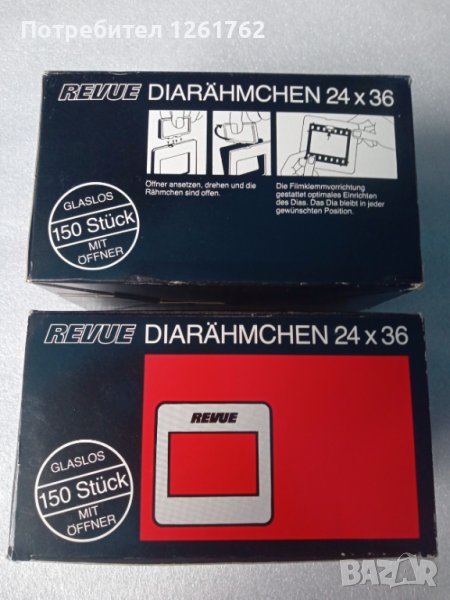 Потребител 1261762
REVUE DIARÄHMCHEN 24 x 36
Öffner ansetzen, drehen und die
Rähmchen sind offen.
Die Filmklemmvorrichtung
gestattet optimales Einrichten
des Dias. Das Dia bleibt in jeder
gewünschten Position.
GLASLOS
150 Stück
MIT
ÖFFNER
REVUE DIARÄHMCHEN 24 x 36
REVUE
GLASLOS
150 Stück
MIT
ÖFFNER
BAZAR